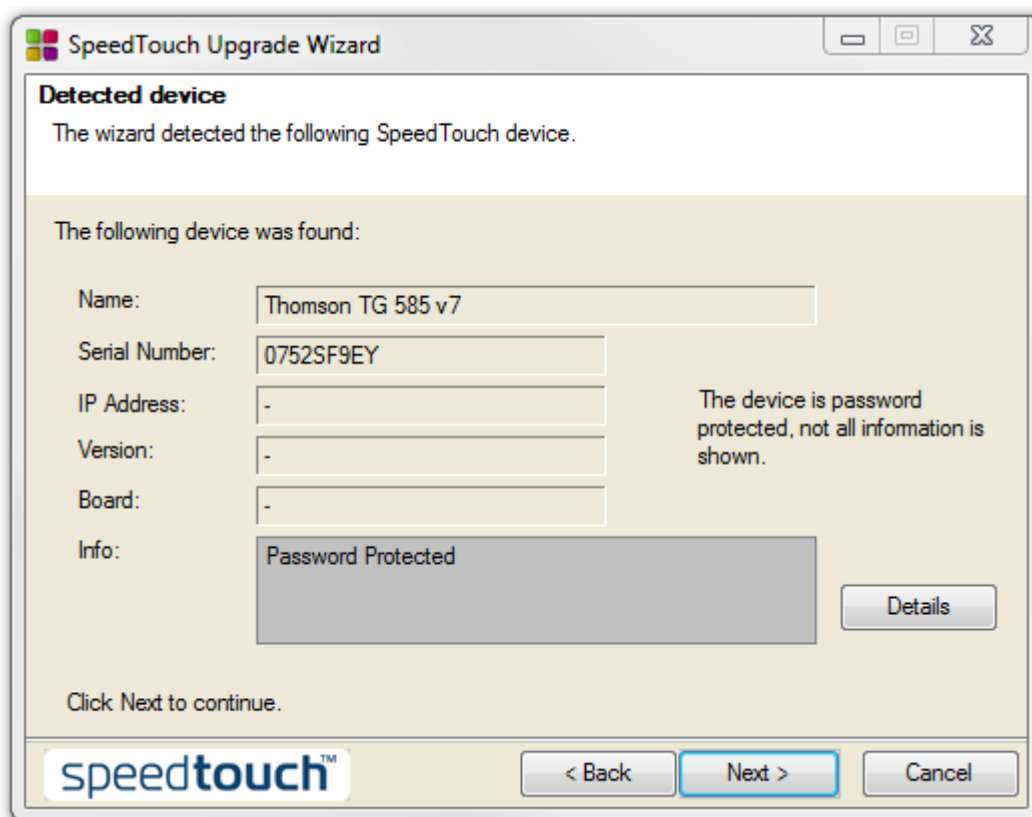 SpeedTouch Upgrade Wizard
Detected device
The wizard detected the following SpeedTouch device.
The following device was found:
Name: Thomson TG 585 v7
Serial Number: 0752SF9EY
IP Address: -
Version: -
Board: -
The device is password
protected, not all information is
shown.
Info: Password Protected
Details
Click Next to continue.
speedtouch™
< Back Next > Cancel